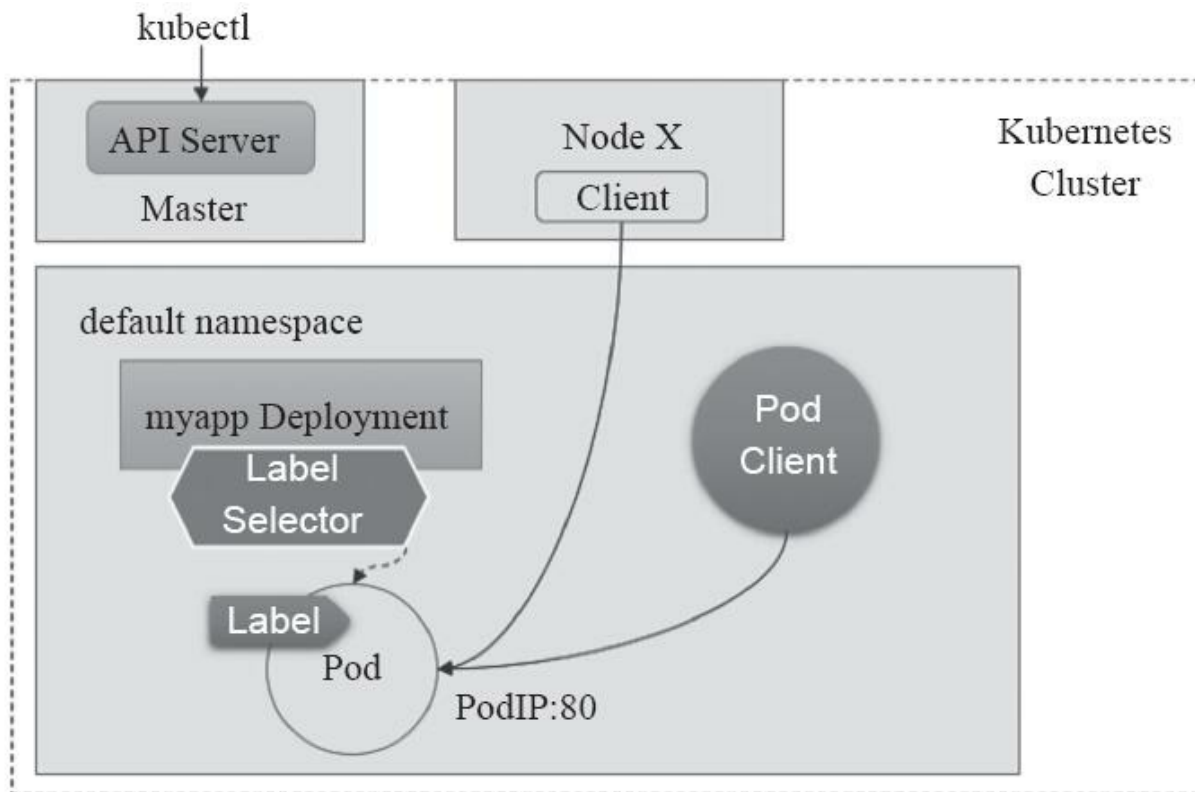 kubectl
API Server
Master
Node X
Client
Kubernetes
Cluster
default namespace
myapp Deployment
Label
Selector
Pod
Client
Label
Pod
PodIP:80